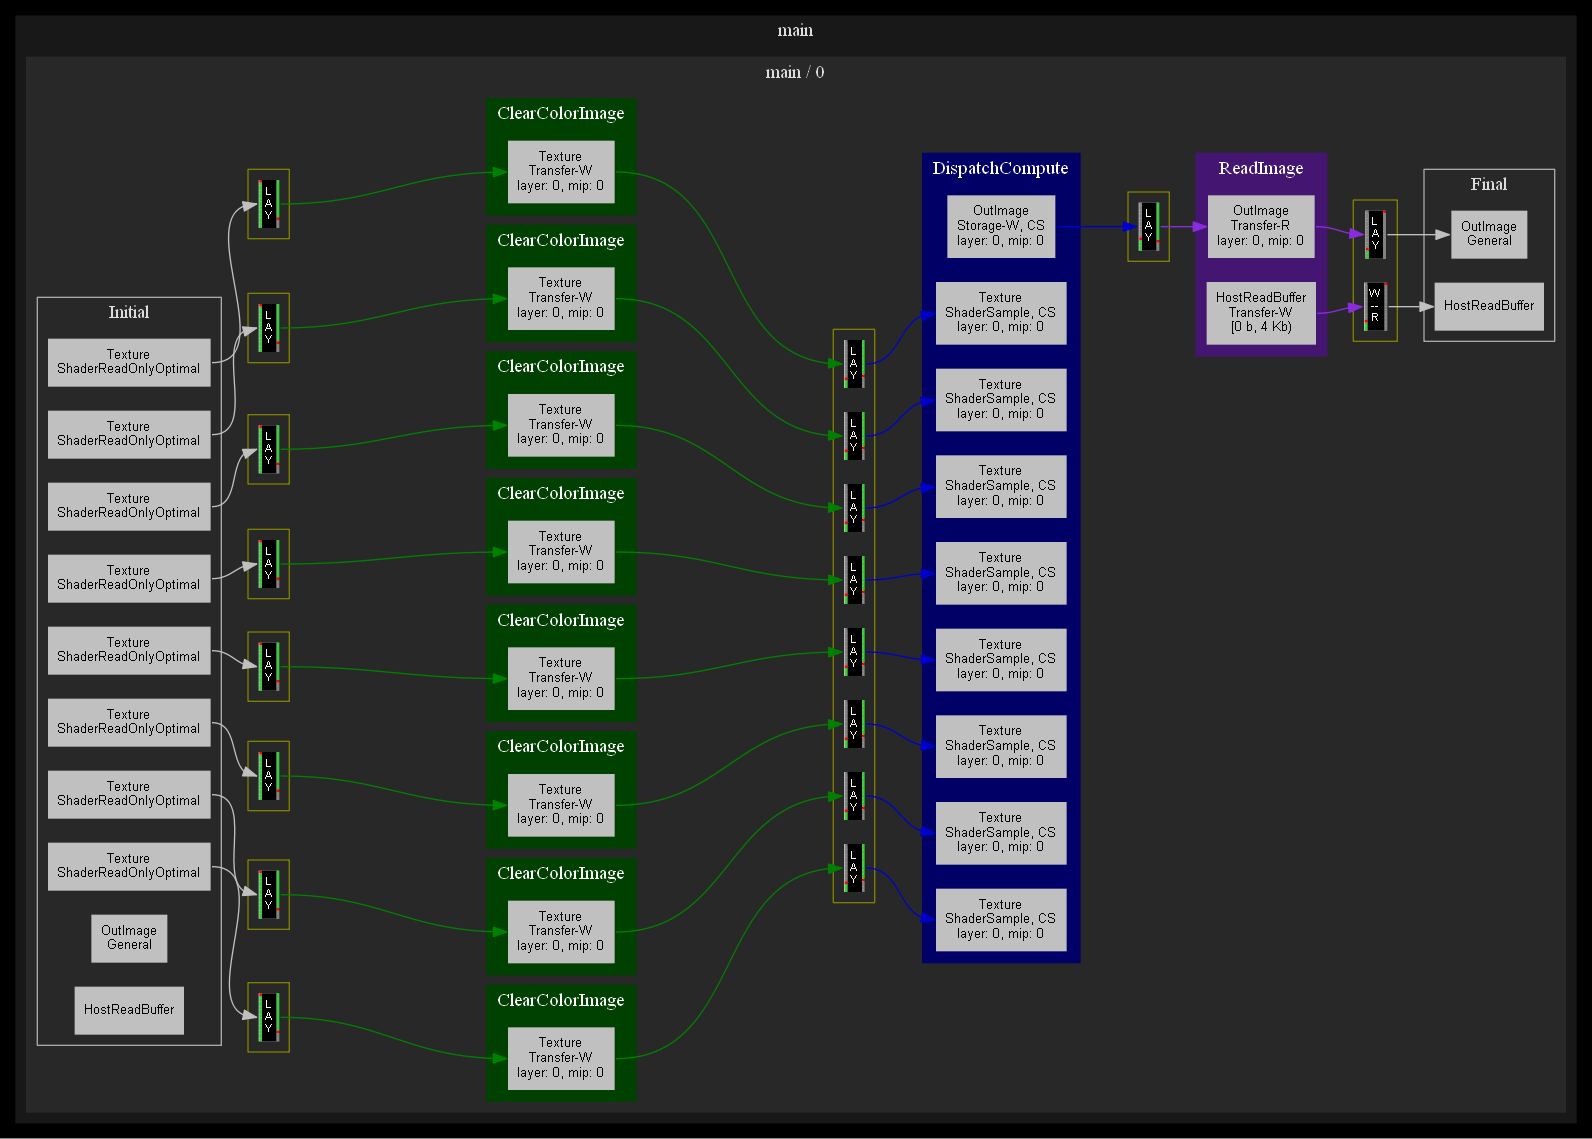 main
main / 0
Initial
Texture
ShaderReadOnlyOptimal
Texture
ShaderReadOnlyOptimal
Texture
ShaderReadOnlyOptimal
Texture
ShaderReadOnlyOptimal
Texture
ShaderReadOnlyOptimal
Texture
ShaderReadOnlyOptimal
Texture
ShaderReadOnlyOptimal
Texture
ShaderReadOnlyOptimal
OutImage
General
HostReadBuffer
L
A
Y
L
A
Y
L
A
Y
L
A
Y
L
A
Y
L
A
Y
L
A
Y
L
A
Y
ClearColorImage
Texture
Transfer-W
layer: 0, mip: 0
ClearColorImage
Texture
Transfer-W
layer: 0, mip: 0
ClearColorImage
Texture
Transfer-W
layer: 0, mip: 0
ClearColorImage
Texture
Transfer-W
layer: 0, mip: 0
ClearColorImage
Texture
Transfer-W
layer: 0, mip: 0
ClearColorImage
Texture
Transfer-W
layer: 0, mip: 0
ClearColorImage
Texture
Transfer-W
layer: 0, mip: 0
ClearColorImage
Texture
Transfer-W
layer: 0, mip: 0
L
A
Y
L
A
Y
L
A
Y
L
A
Y
L
A
Y
L
A
Y
L
A
Y
L
A
Y
DispatchCompute
OutImage
Storage-W, CS
layer: 0, mip: 0
Texture
ShaderSample, CS
layer: 0, mip: 0
Texture
ShaderSample, CS
layer: 0, mip: 0
Texture
ShaderSample, CS
layer: 0, mip: 0
Texture
ShaderSample, CS
layer: 0, mip: 0
Texture
ShaderSample, CS
layer: 0, mip: 0
Texture
ShaderSample, CS
layer: 0, mip: 0
Texture
ShaderSample, CS
layer: 0, mip: 0
Texture
ShaderSample, CS
layer: 0, mip: 0
L
A
Y
ReadImage
OutImage
Transfer-R
layer: 0, mip: 0
HostReadBuffer
Transfer-W
[0 b, 4 Kb)
L
A
Y
W
--
R
Final
OutImage
General
HostReadBuffer